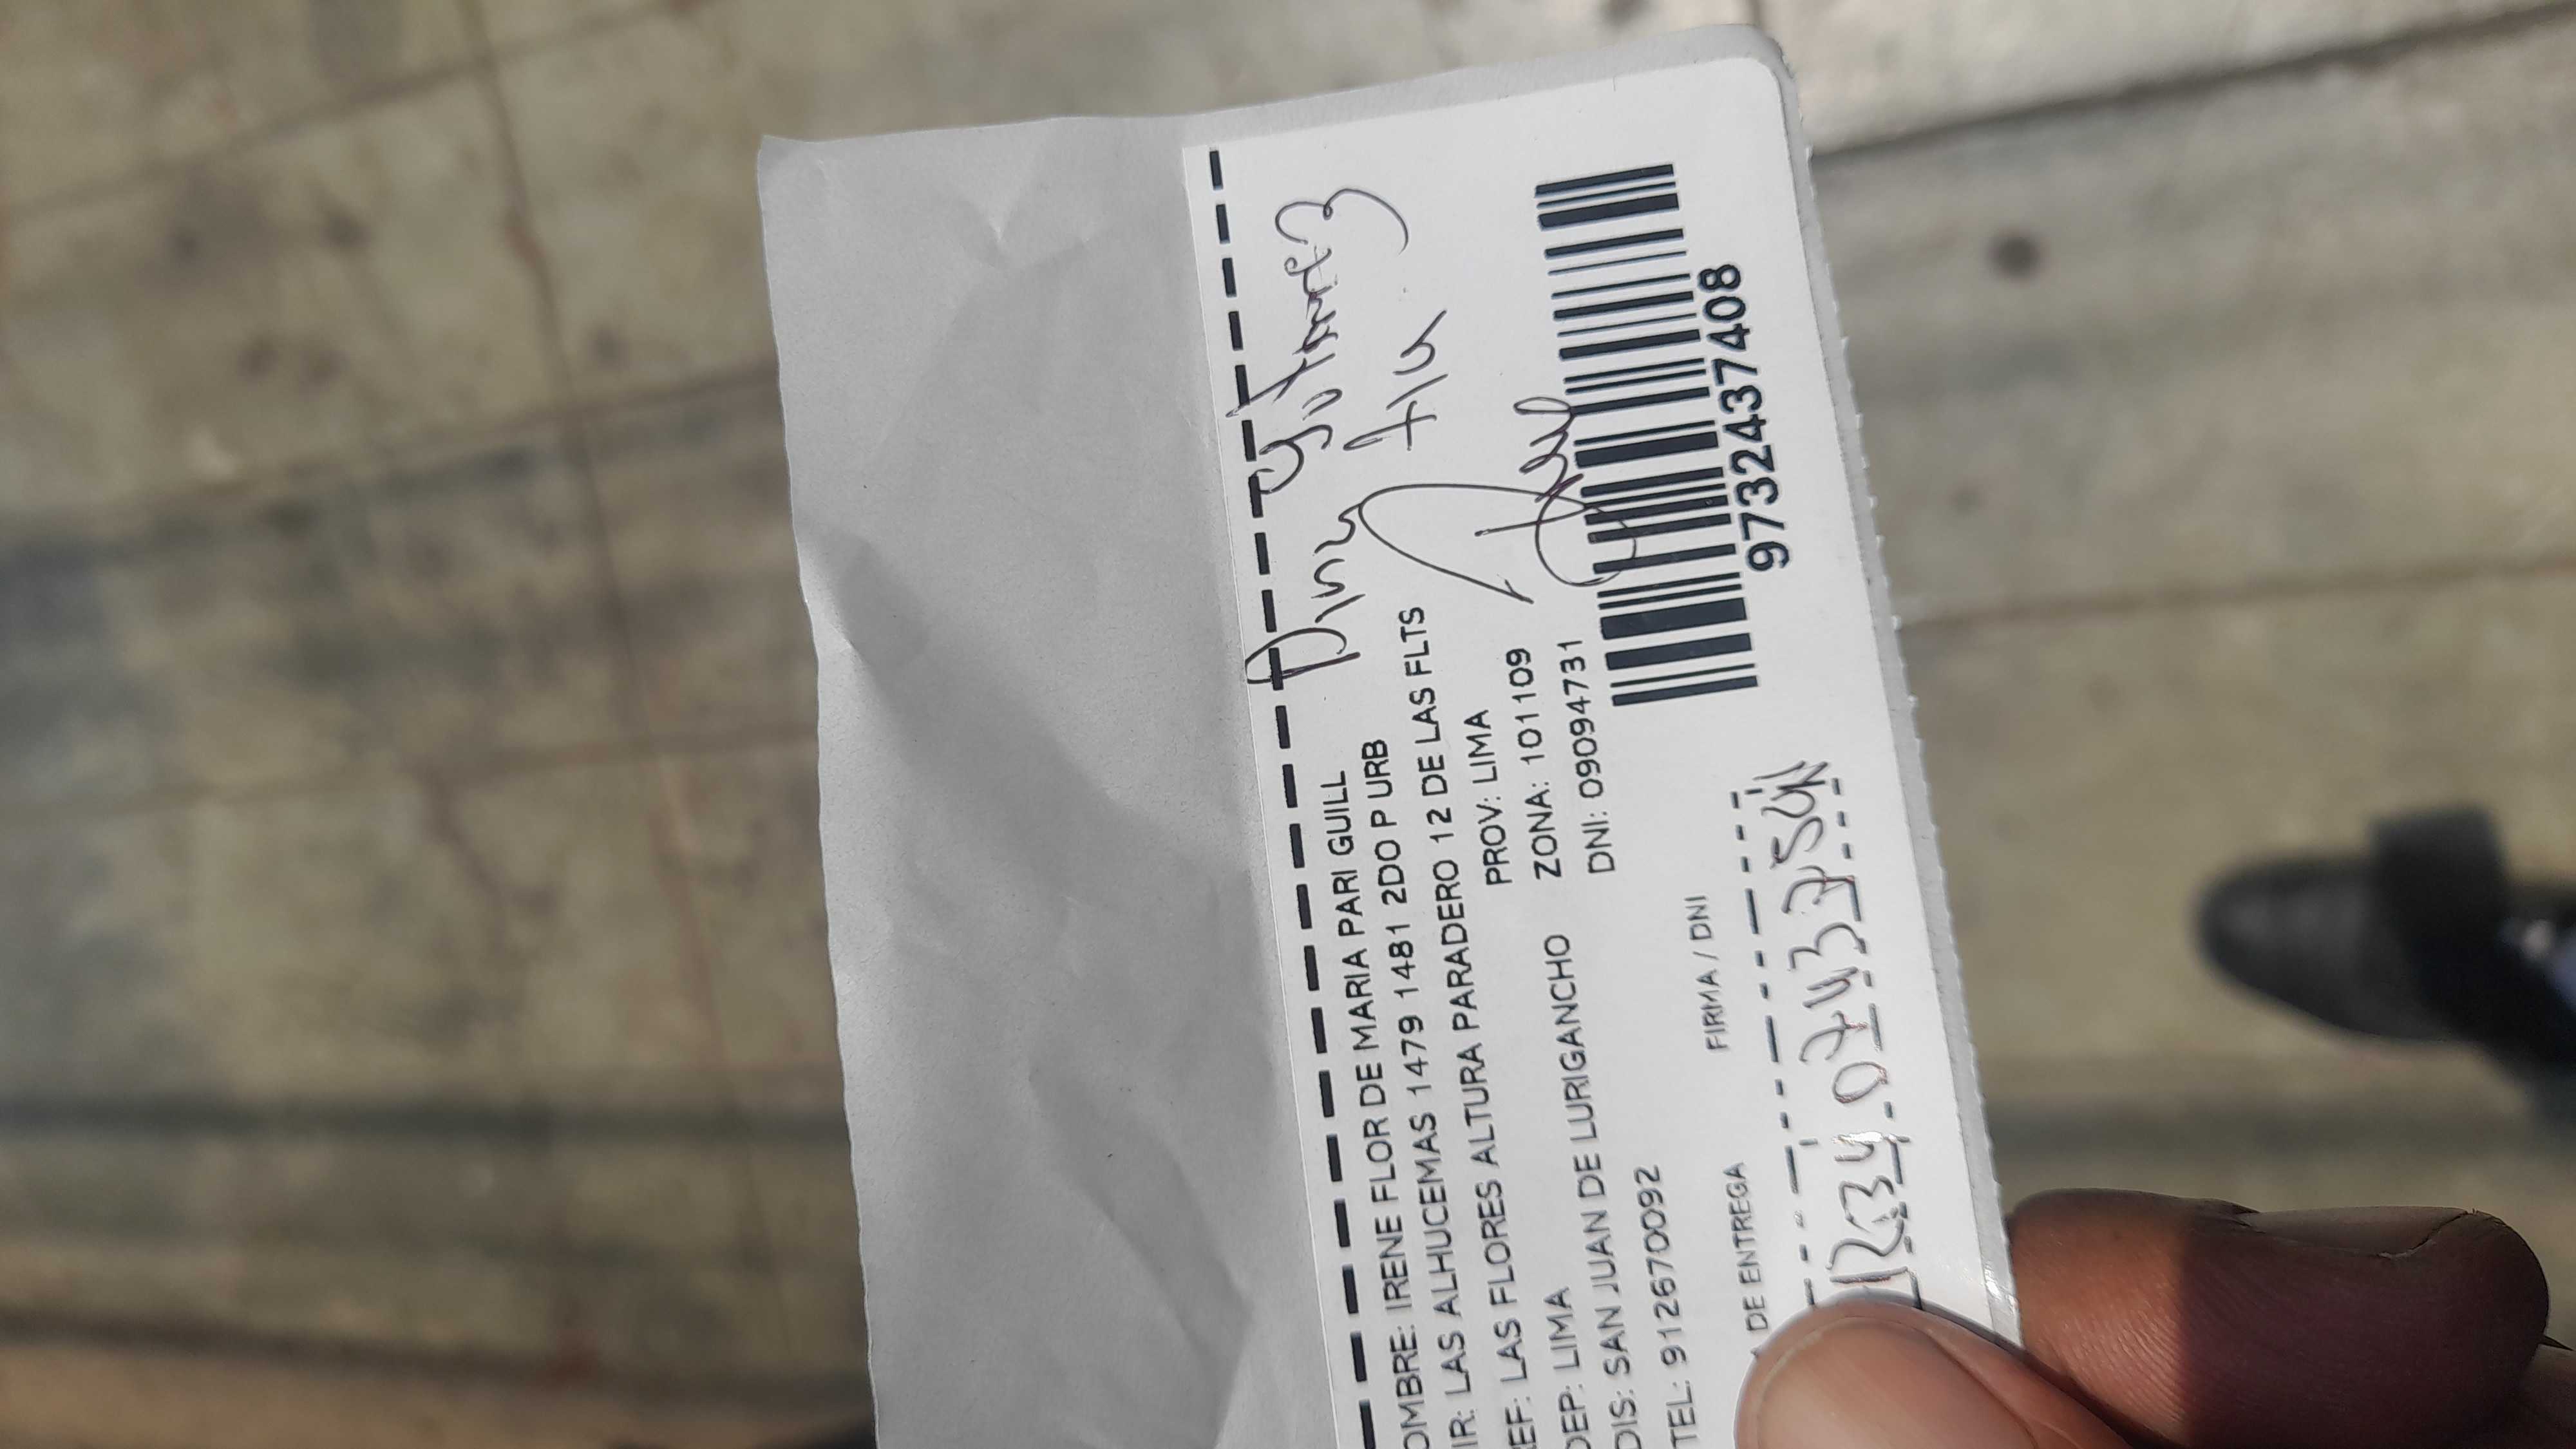 OMBRE: IRENE FLOR DE MARIA PARI GUILL
IR: LAS ALHUCEMAS 1479 1481 2DO P URB
EF: LAS FLORES ALTURA PARADERO 12 DE LAS FLTS
DEP: LIMA PROV: LIMA
DIS: SAN JUAN DE LURIGANCHO ZONA: 101109
TEL: 912670092 DNI: 09094731
9732437408
DE ENTREGA FIRMA / DNI